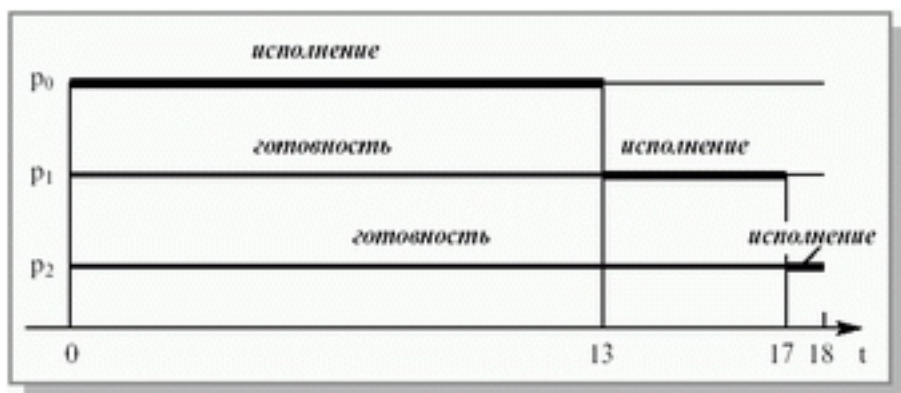 исполнение
p0
готовность исполнение
p1
готовность исполнение
p2
0 13 17 18 t